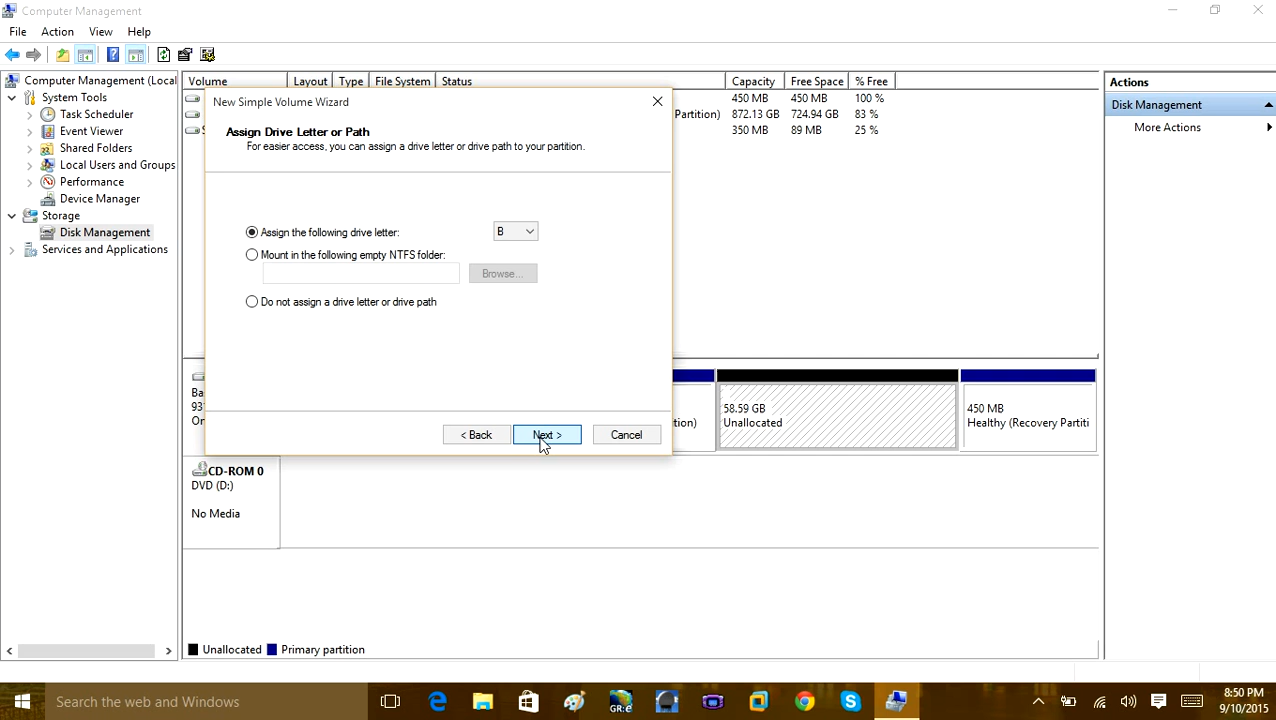 Computer Management
File Action View Help
Computer Management (Local
System Tools
Task Scheduler
Event Viewer
Shared Folders
Local Users and Groups
Performance
Device Manager
Storage
Disk Management
Services and Applications
Volume Layout Type File System Status Capacity Free Space % Free
450 MB 450 MB 100 %
Partition) 872.13 GB 724.94 GB 83 %
350 MB 89 MB 25 %
New Simple Volume Wizard
Assign Drive Letter or Path
For easier access, you can assign a drive letter or drive path to your partition.
Assign the following drive letter: B
Mount in the following empty NTFS folder:
Browse...
Do not assign a drive letter or drive path
< Back Next > Cancel
Ba
93
On
tion)
58.59 GB
Unallocated
450 MB
Healthy (Recovery Partiti
CD-ROM 0
DVD (D:)
No Media
Unallocated Primary partition
Actions
Disk Management
More Actions
Search the web and Windows
GR:e
8:50 PM
9/10/2015